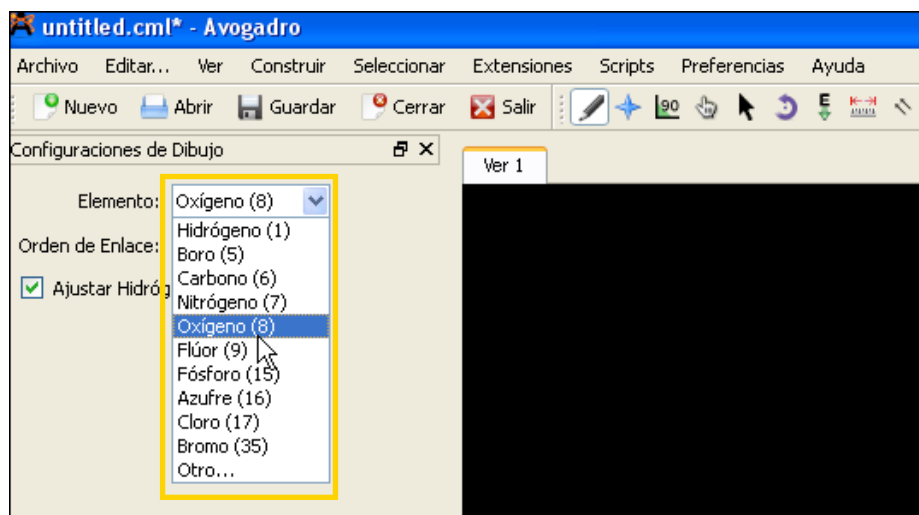 untitled.cml* - Avogadro
Archivo Editar... Ver Construir Seleccionar Extensiones Scripts Preferencias Ayuda
Nuevo Abrir Guardar Cerrar Salir 90 E
Configuraciones de Dibujo
Ver 1
Elemento: Oxígeno (8)
Hidrógeno (1)
Orden de Enlace:
Boro (5)
Carbono (6)
Ajustar Hidróg
Nitrógeno (7)
Oxígeno (8)
Flúor (9)
Fósforo (15)
Azufre (16)
Cloro (17)
Bromo (35)
Otro...